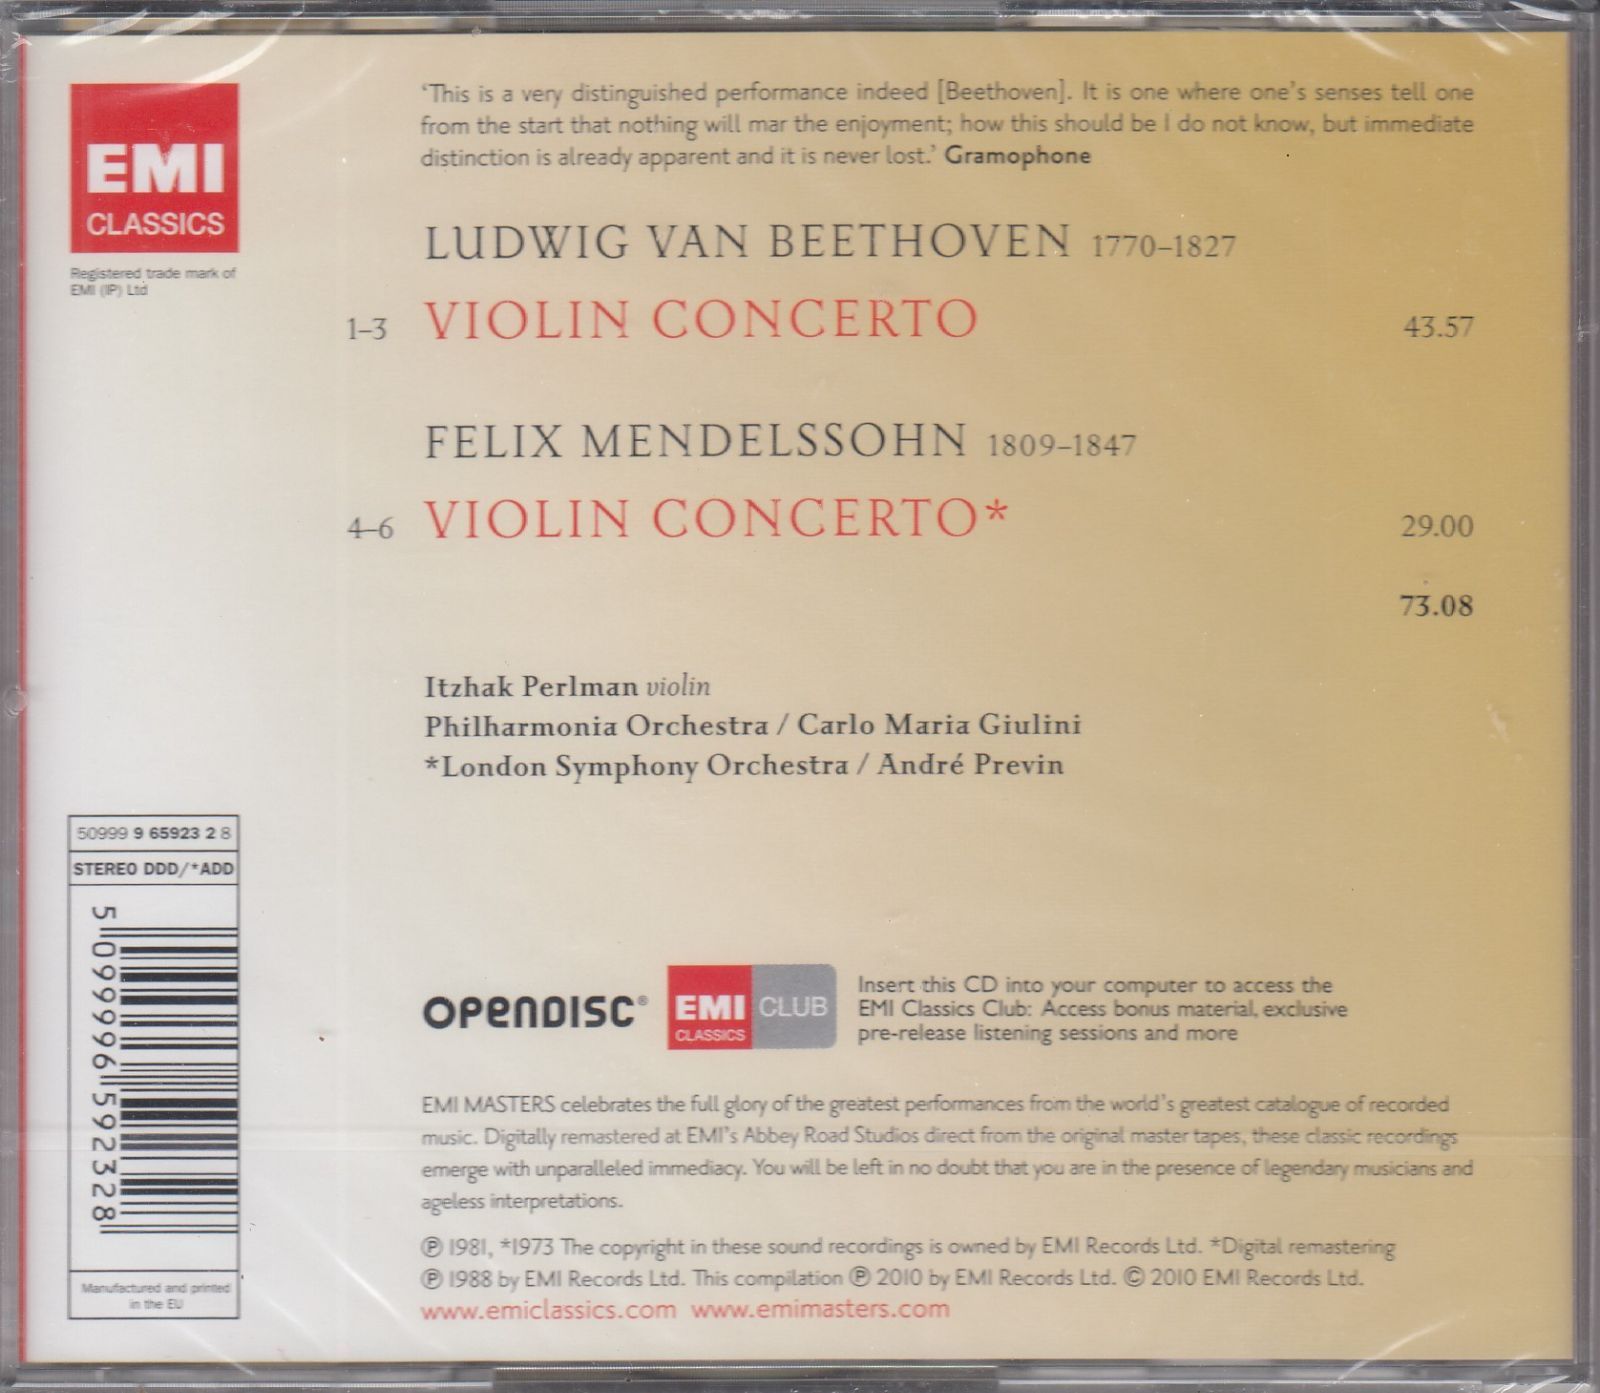 EMI
CLASSICS
Registered trade mark of
EMI (IP) Ltd
‘This is a very distinguished performance indeed [Beethoven]. It is one where one’s senses tell one
from the start that nothing will mar the enjoyment; how this should be I do not know, but immediate
distinction is already apparent and it is never lost.’ Gramophone
LUDWIG VAN BEETHOVEN 1770–1827
1–3 VIOLIN CONCERTO 43.57
FELIX MENDELSSOHN 1809–1847
4–6 VIOLIN CONCERTO* 29.00
73.08
Itzhak Perlman violin
Philharmonia Orchestra / Carlo Maria Giulini
*London Symphony Orchestra / André Previn
50999 9 65923 2 8
STEREO DDD/*ADD
5 099996 592328
Manufactured and printed
in the EU
OPENDISC®
EMI
CLASSICS
CLUB
Insert this CD into your computer to access the
EMI Classics Club: Access bonus material, exclusive
pre-release listening sessions and more
EMI MASTERS celebrates the full glory of the greatest performances from the world’s greatest catalogue of recorded
music. Digitally remastered at EMI’s Abbey Road Studios direct from the original master tapes, these classic recordings
emerge with unparalleled immediacy. You will be left in no doubt that you are in the presence of legendary musicians and
ageless interpretations.
℗ 1981, *1973 The copyright in these sound recordings is owned by EMI Records Ltd. *Digital remastering
℗ 1988 by EMI Records Ltd. This compilation ℗ 2010 by EMI Records Ltd. © 2010 EMI Records Ltd.
www.emiclassics.com www.emimasters.com